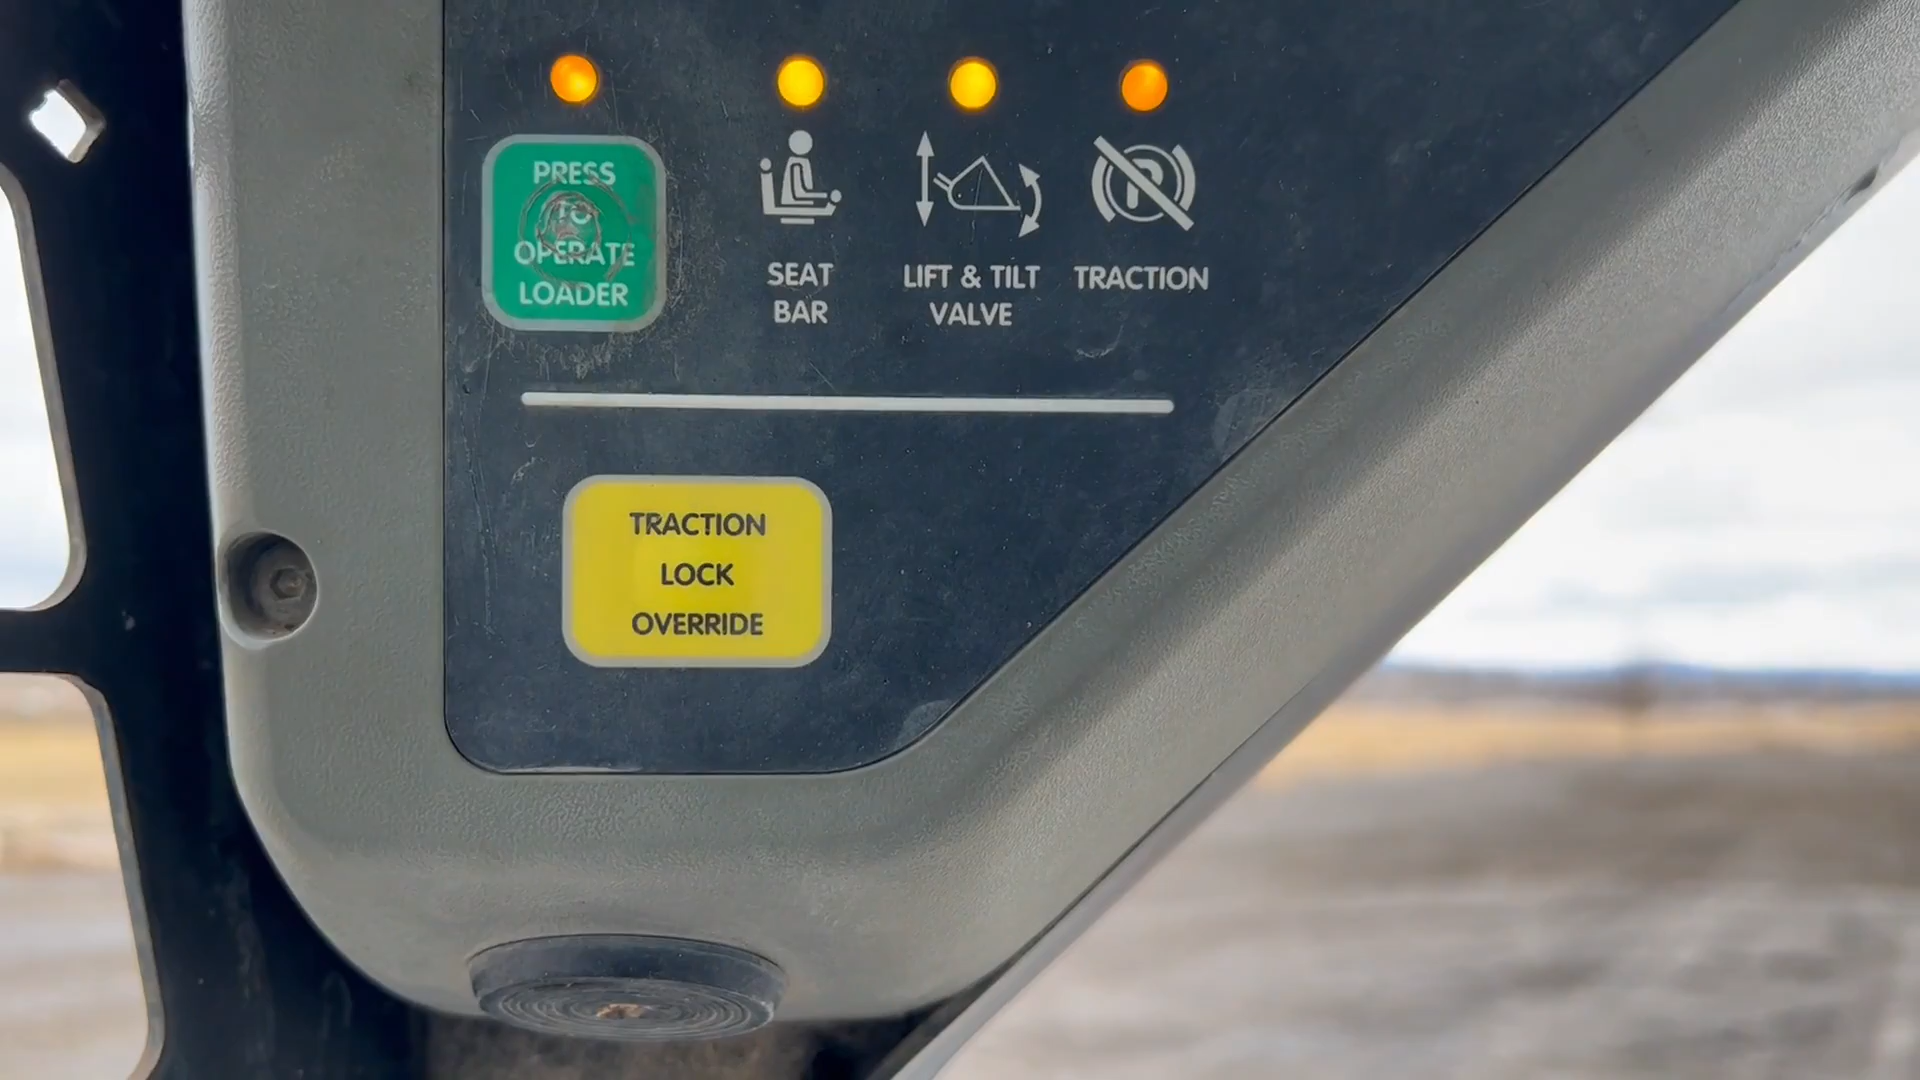 PRESS
TO
OPERATE
LOADER
SEAT
BAR
LIFT & TILT
VALVE
TRACTION
P
TRACTION
LOCK
OVERRIDE